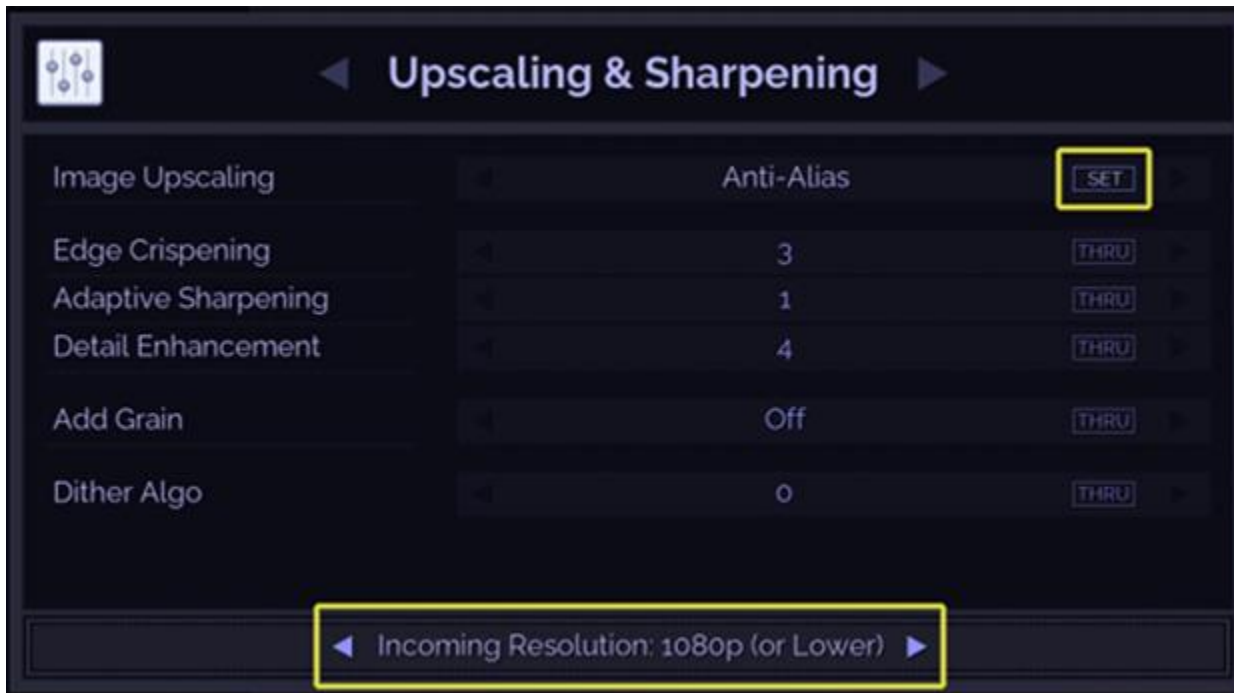 Upscaling & Sharpening
Image Upscaling Anti-Alias SET
Edge Crispening 3 THRU
Adaptive Sharpening 1 THRU
Detail Enhancement 4 THRU
Add Grain Off THRU
Dither Algo 0 THRU
Incoming Resolution: 1080p (or Lower)